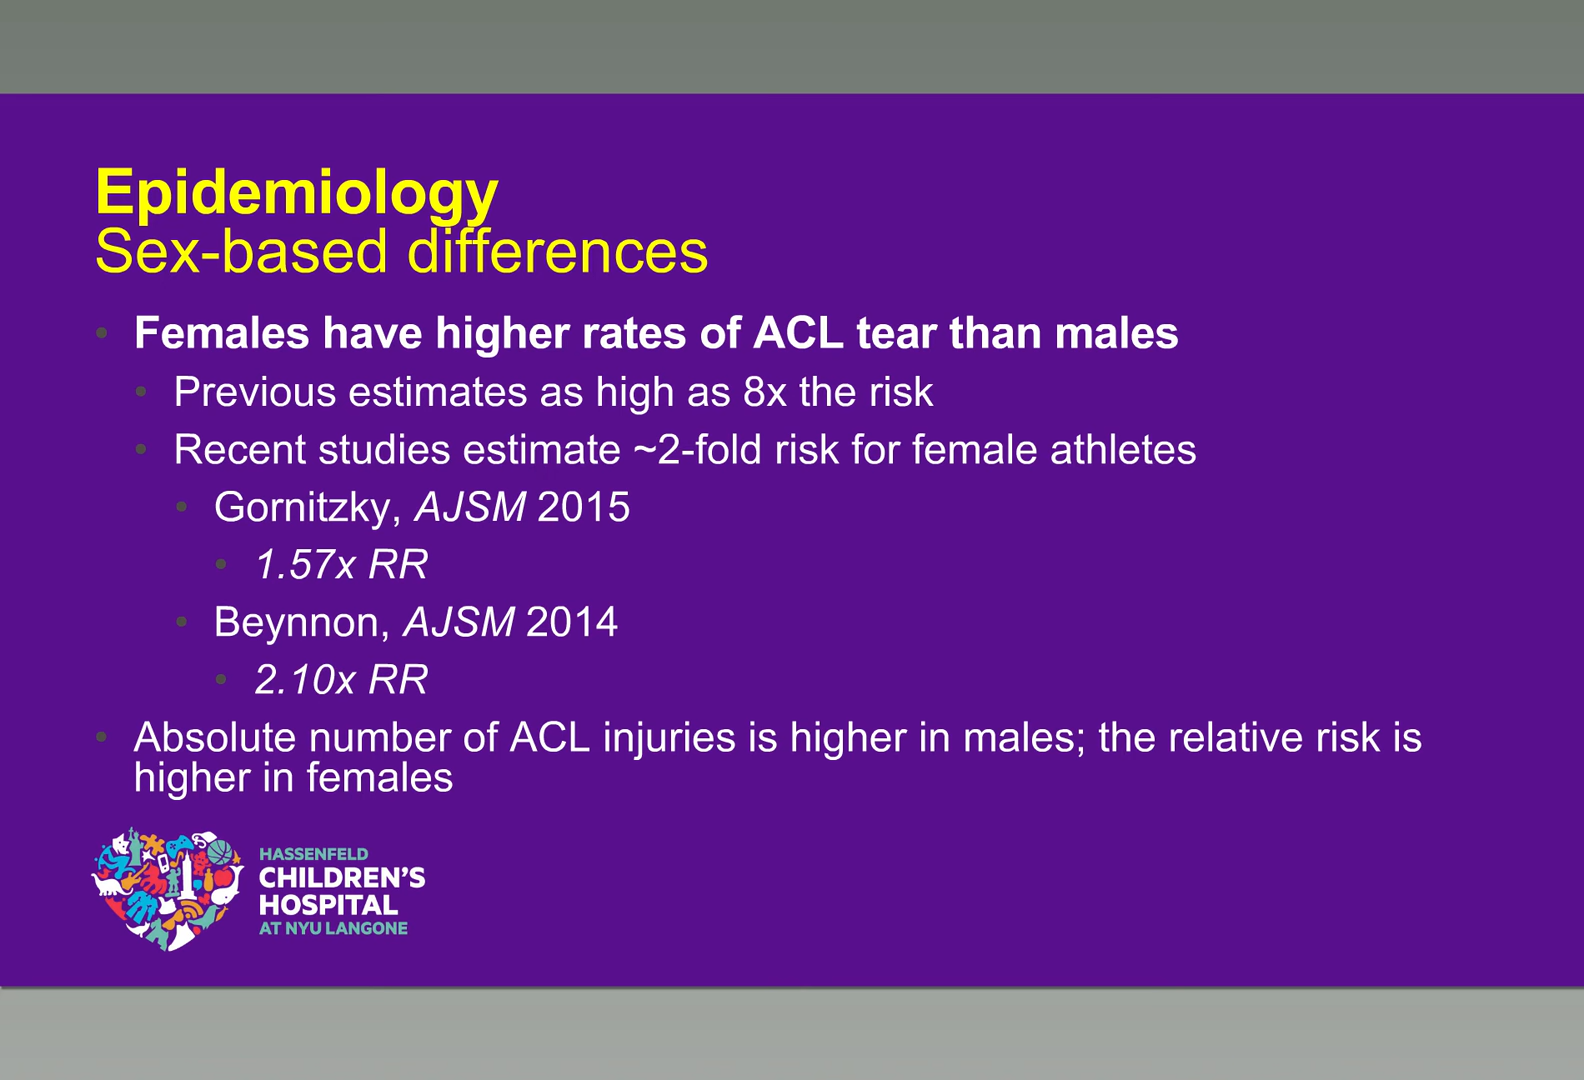 Epidemiology
Sex-based differences
• Females have higher rates of ACL tear than males
• Previous estimates as high as 8x the risk
• Recent studies estimate ~2-fold risk for female athletes
• Gornitzky, AJSM 2015
• 1.57x RR
• Beynnon, AJSM 2014
• 2.10x RR
• Absolute number of ACL injuries is higher in males; the relative risk is
higher in females
HASSENFELD
CHILDREN'S
HOSPITAL
AT NYU LANGONE